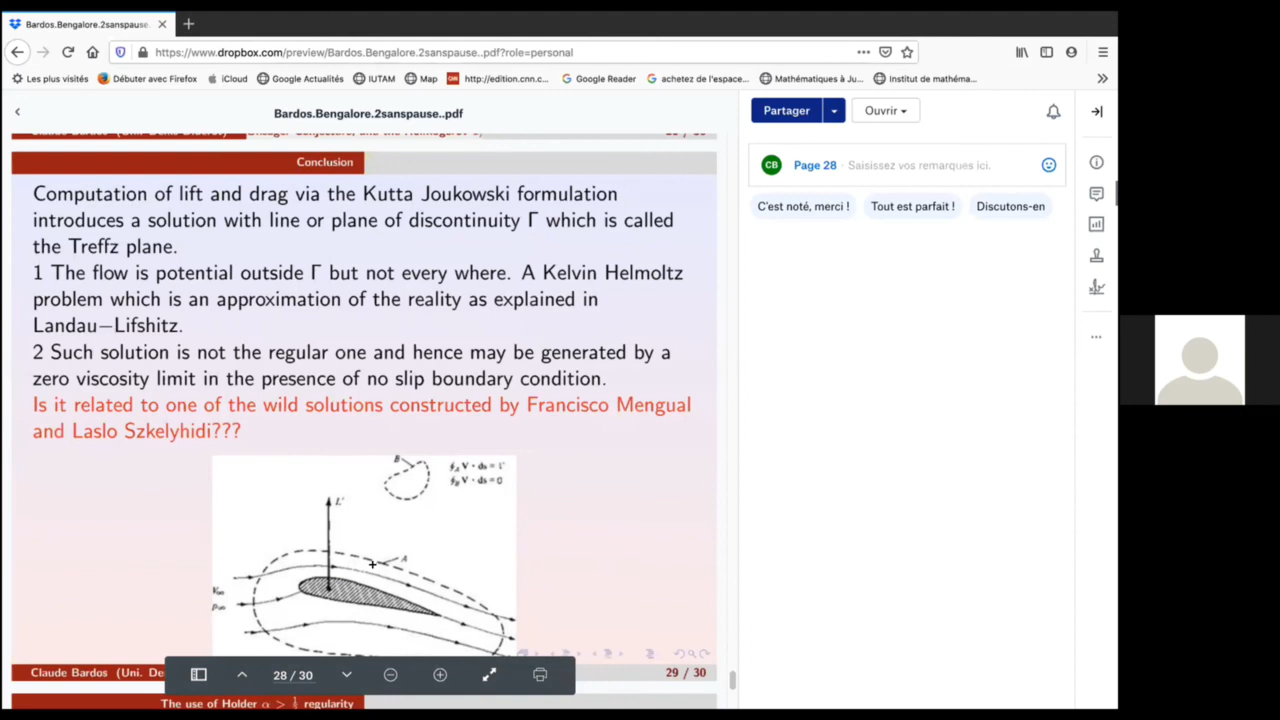 Bardos.Bengalore.2sanspause.
https://www.dropbox.com/preview/Bardos.Bengalore.2sanspause..pdf?role=personal
Les plus visités Débuter avec Firefox iCloud Google Actualités IUTAM Map http://edition.cnn.c... Google Reader achetez de l'espace... Mathématiques à Ju... Institut de mathéma...
Bardos.Bengalore.2sanspause..pdf
Partager Ouvrir
Conclusion
Computation of lift and drag via the Kutta Joukowski formulation
introduces a solution with line or plane of discontinuity Γ which is called
the Treffz plane.
1 The flow is potential outside Γ but not every where. A Kelvin Helmoltz
problem which is an approximation of the reality as explained in
Landau−Lifshitz.
2 Such solution is not the regular one and hence may be generated by a
zero viscosity limit in the presence of no slip boundary condition.
Is it related to one of the wild solutions constructed by Francisco Mengual
and Laslo Szkelyhidi???
CB Page 28 Saisissez vos remarques ici.
C'est noté, merci ! Tout est parfait ! Discutons-en
B
∮A V · ds = Γ
∮B V · ds = 0
L'
A
V∞
p∞
Claude Bardos (Uni. De
28 / 30
29 / 30
The use of Holder α > 1/3 regularity